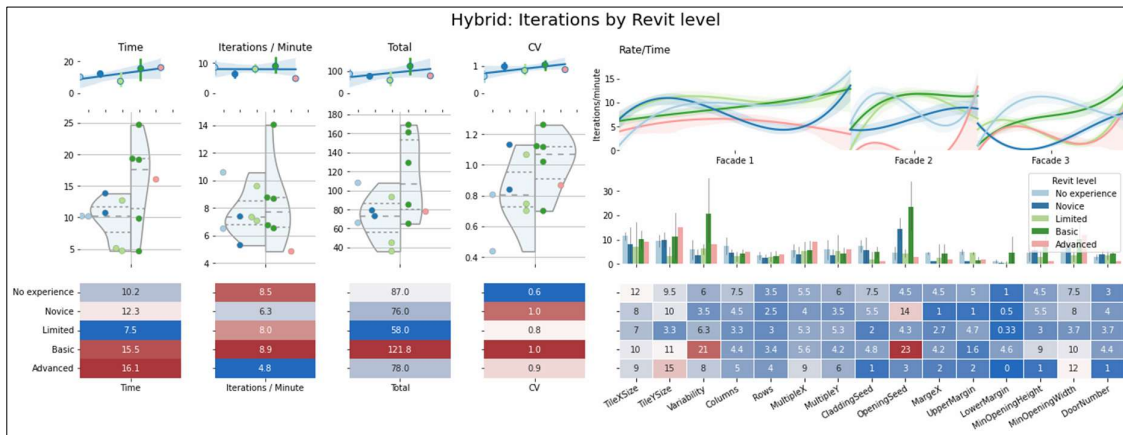 Hybrid: Iterations by Revit level
Time
Iterations / Minute
Total
CV
Rate/Time
20
0
10
0
100
0
1
0
15
10
5
0
Iterations/minute
Facade 1
Facade 2
Facade 3
25
20
15
10
5
14
12
10
8
6
4
180
160
140
120
100
80
60
40
1.2
1.0
0.8
0.6
0.4
30
20
10
0
Revit level
No experience
Novice
Limited
Basic
Advanced
No experience 10.2 8.5 87.0 0.6 12 9.5 6 7.5 3.5 5.5 6 7.5 4.5 4.5 5 1 4.5 7.5 3
Novice 12.3 6.3 76.0 1.0 8 10 3.5 4.5 2.5 4 3.5 5.5 14 1 1 0.5 5.5 8 4
Limited 7.5 8.0 58.0 0.8 7 3.3 6.3 3.3 3 5.3 5.3 2 4.3 2.7 4.7 0.33 3 3.7 3.7
Basic 15.5 8.9 121.8 1.0 10 11 21 4.4 3.4 5.6 4.2 4.8 23 4.2 1.6 4.6 9 10 4.4
Advanced 16.1 4.8 78.0 0.9 9 15 8 5 4 9 6 1 3 2 2 0 1 12 1
Time
Iterations / Minute
Total
CV
TileXSize
TileYSize
Variability
Columns
Rows
MultipleX
MultipleY
CladdingSeed
OpeningSeed
MargeX
UpperMargin
LowerMargin
MinOpeningHeight
MinOpeningWidth
DoorNumber